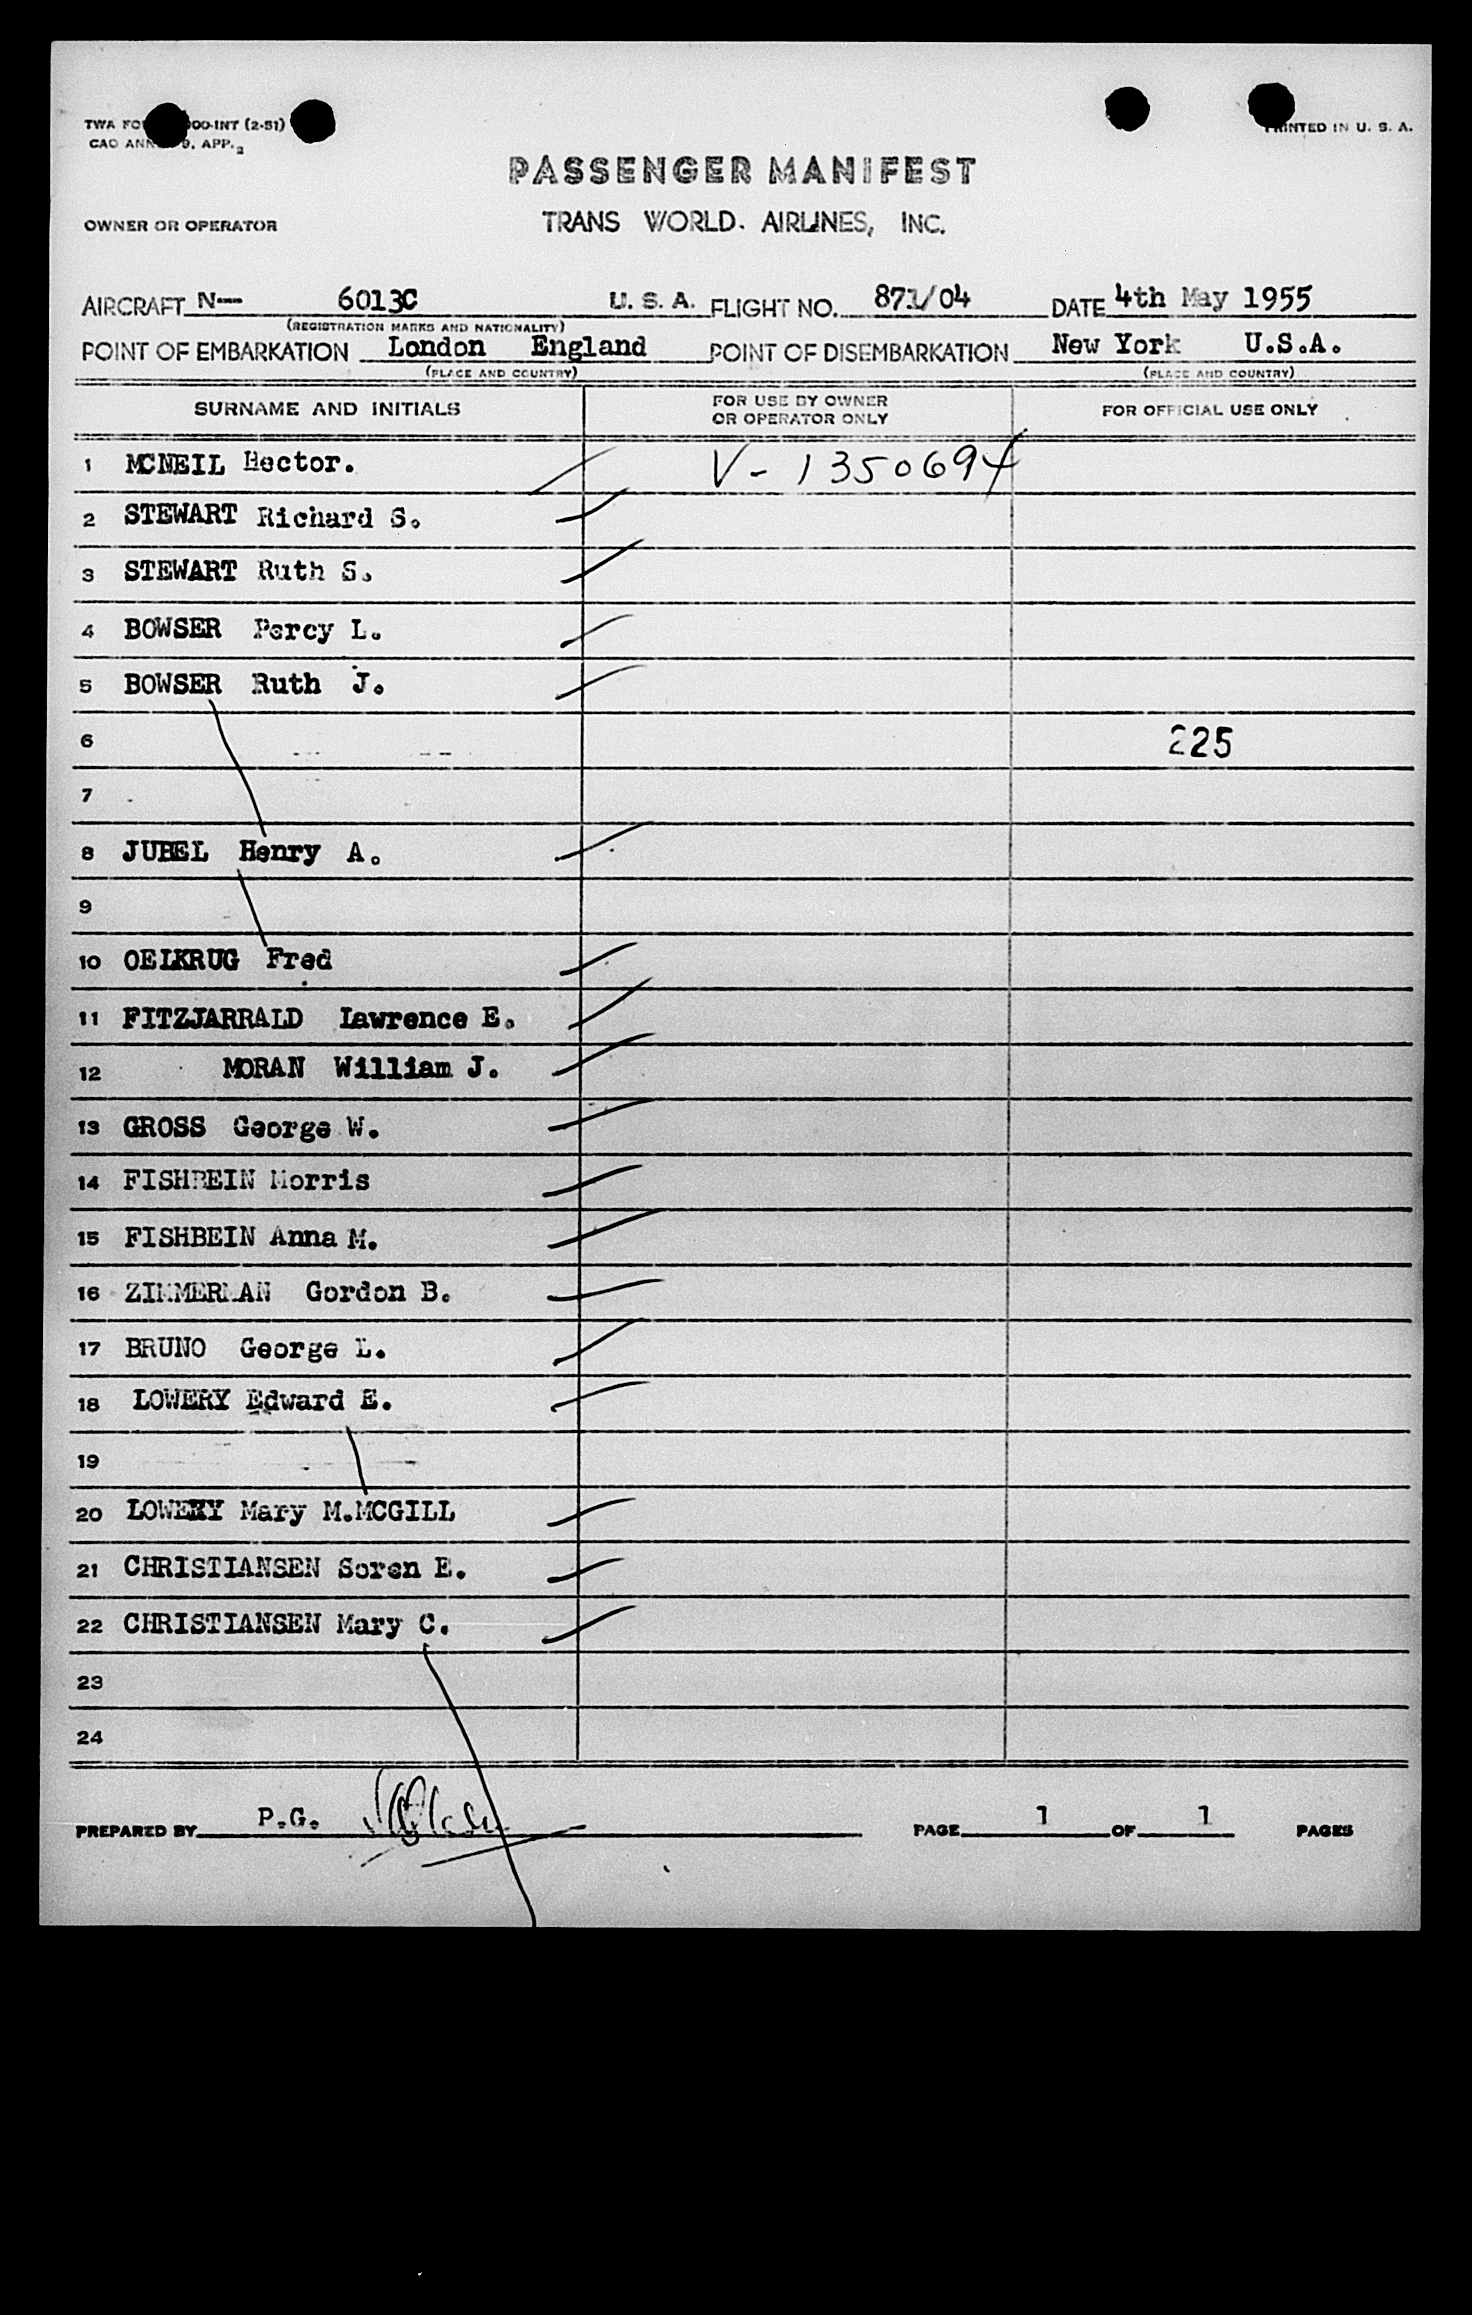 TWA FO 00-INT (2-51)
CAO ANN 9, APP. 2
PRINTED IN U. S. A.
PASSENGER MANIFEST
OWNER OR OPERATOR TRANS WORLD AIRLINES, INC.
AIRCRAFT N-- 6013C U. S. A. FLIGHT NO. 871/04 DATE 4th May 1955
(REGISTRATION MARKS AND NATIONALITY)
POINT OF EMBARKATION London England POINT OF DISEMBARKATION New York U.S.A.
(PLACE AND COUNTRY) (PLACE AND COUNTRY)
SURNAME AND INITIALS FOR USE BY OWNER OR OPERATOR ONLY FOR OFFICIAL USE ONLY
1 MCNEIL Hector. V-1350694
2 STEWART Richard S.
3 STEWART Ruth S.
4 BOWSER Percy L.
5 BOWSER Ruth J.
6 225
7
8 JUBEL Henry A.
9
10 OELKRUG Fred
11 FITZJARRALD Lawrence E.
12 MORAN William J.
13 GROSS George W.
14 FISHBEIN Morris
15 FISHBEIN Anna M.
16 ZIMMERMAN Gordon B.
17 BRUNO George L.
18 LOWERY Edward E.
19
20 LOWERY Mary M.MCGILL
21 CHRISTIANSEN Soren E.
22 CHRISTIANSEN Mary C.
23
24
PREPARED BY P.G. PAGE 1 OF 1 PAGES